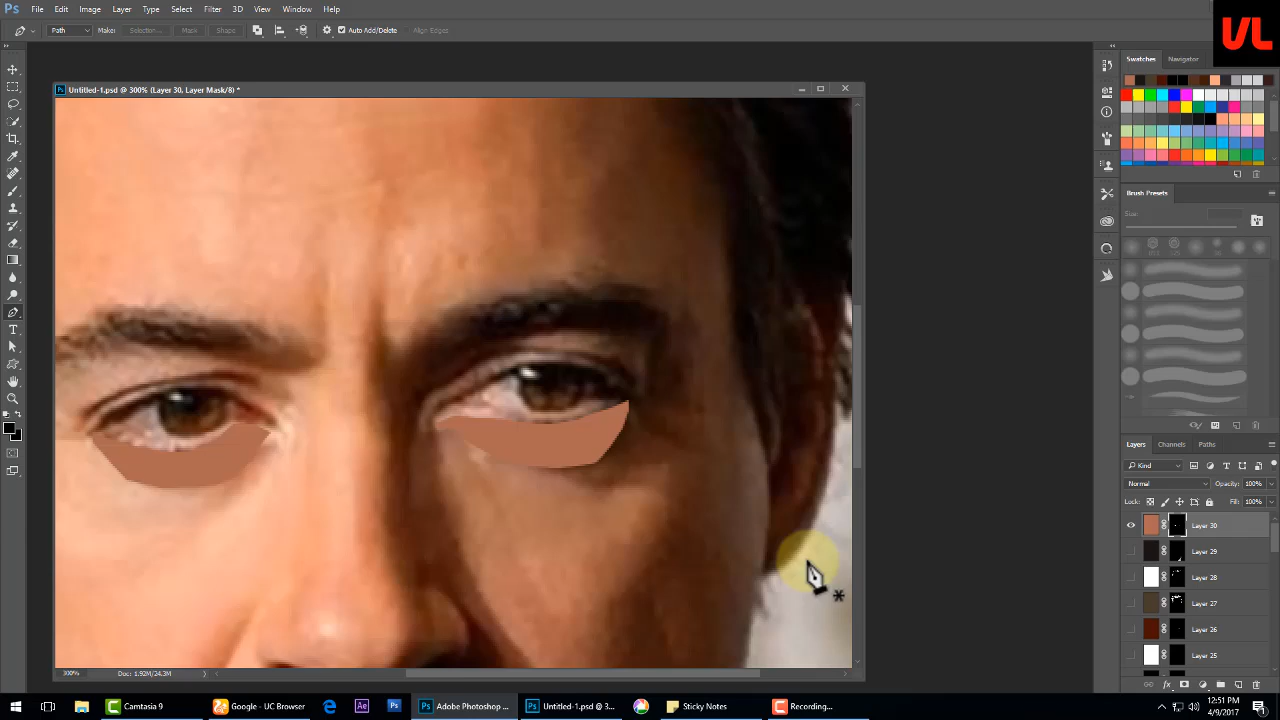 Ps File Edit Image Layer Type Select Filter 3D View Window Help
VL
Path Make: Selection... Mask Shape Auto Add/Delete Align Edges
Untitled-1.psd @ 300% (Layer 30, Layer Mask/8) *
Swatches Navigator
Brush Presets
Size:
Layers Channels Paths
Kind
Normal Opacity: 100%
Lock: Fill: 100%
Layer 30
Layer 29
Layer 28
Layer 27
Layer 26
Layer 25
300% Doc: 1.92M/24.3M
Camtasia 9 Google - UC Browser Adobe Photoshop ... Untitled-1.psd @ 3... Sticky Notes Recording...
12:51 PM
4/9/2017